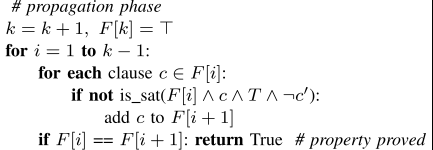 # propagation phase
k = k + 1, F[k] = ⊤
for i = 1 to k − 1:
for each clause c ∈ F[i]:
if not is_sat(F[i] ∧ c ∧ T ∧ ¬c′):
add c to F[i + 1]
if F[i] == F[i + 1]: return True # property proved